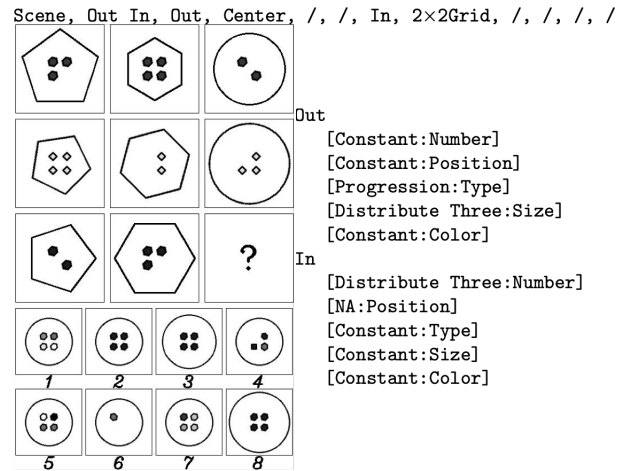 Scene, Out In, Out, Center, /, /, In, 2×2Grid, /, /, /, /
Out
[Constant:Number]
[Constant:Position]
[Progression:Type]
[Distribute Three:Size]
[Constant:Color]
?
In
[Distribute Three:Number]
[NA:Position]
[Constant:Type]
[Constant:Size]
[Constant:Color]
1 2 3 4
5 6 7 8